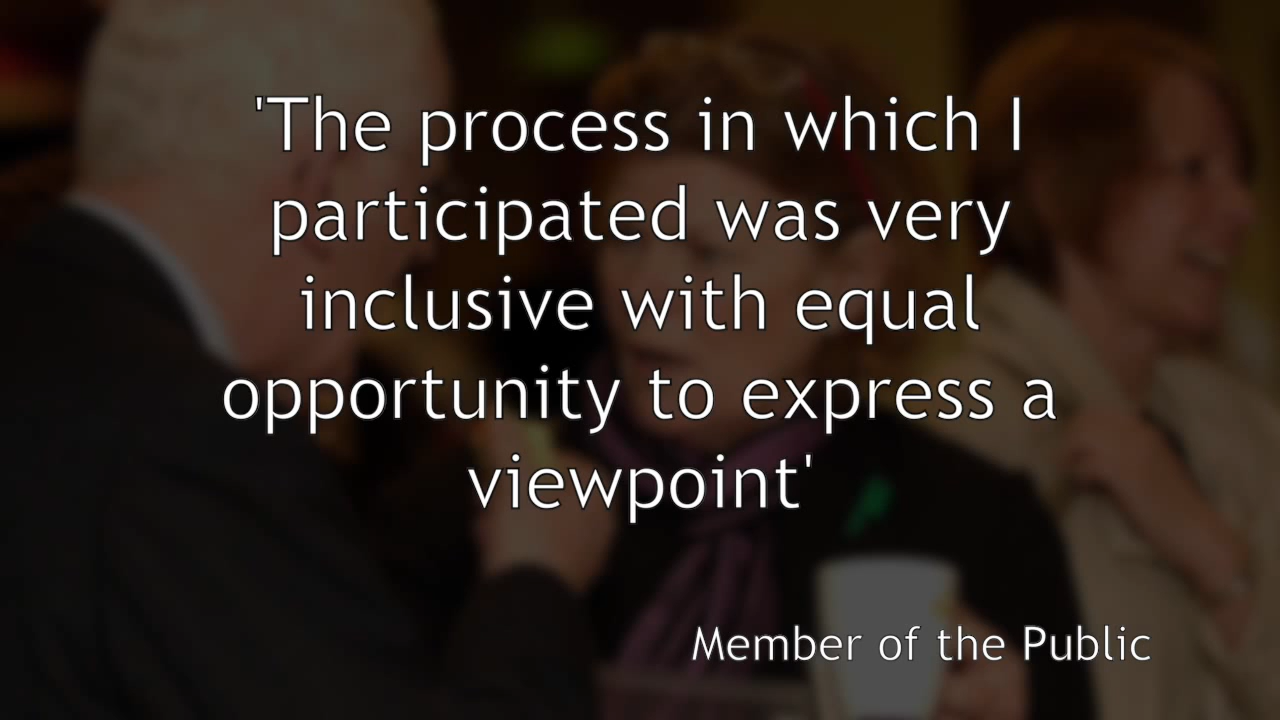 'The process in which I
participated was very
inclusive with equal
opportunity to express a
viewpoint'
Member of the Public